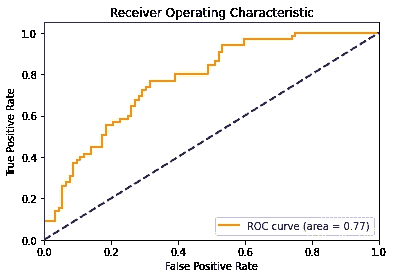 Receiver Operating Characteristic
1.0
0.8
0.6
0.4
0.2
0.0
True Positive Rate
ROC curve (area = 0.77)
0.0 0.2 0.4 0.6 0.8 1.0
False Positive Rate